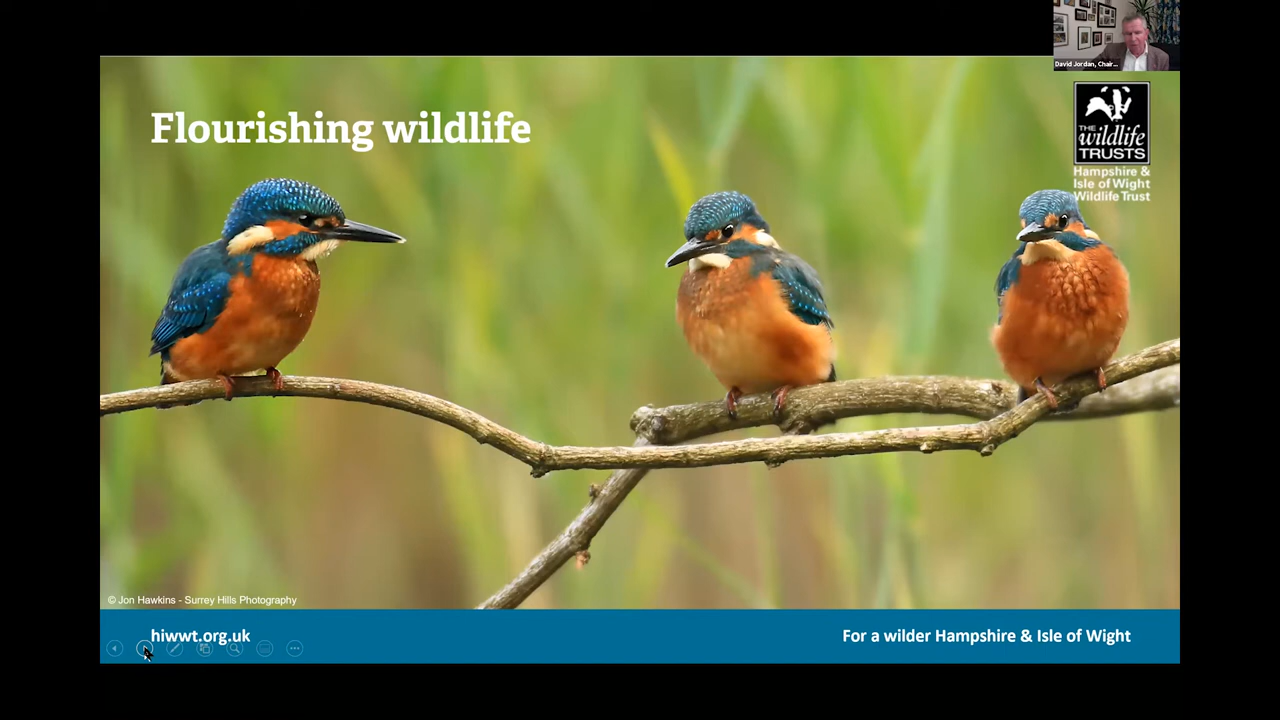 David Jordan, Chair...
Flourishing wildlife
THE
wildlife
TRUSTS
Hampshire &
Isle of Wight
Wildlife Trust
© Jon Hawkins - Surrey Hills Photography
hiwwt.org.uk
For a wilder Hampshire & Isle of Wight